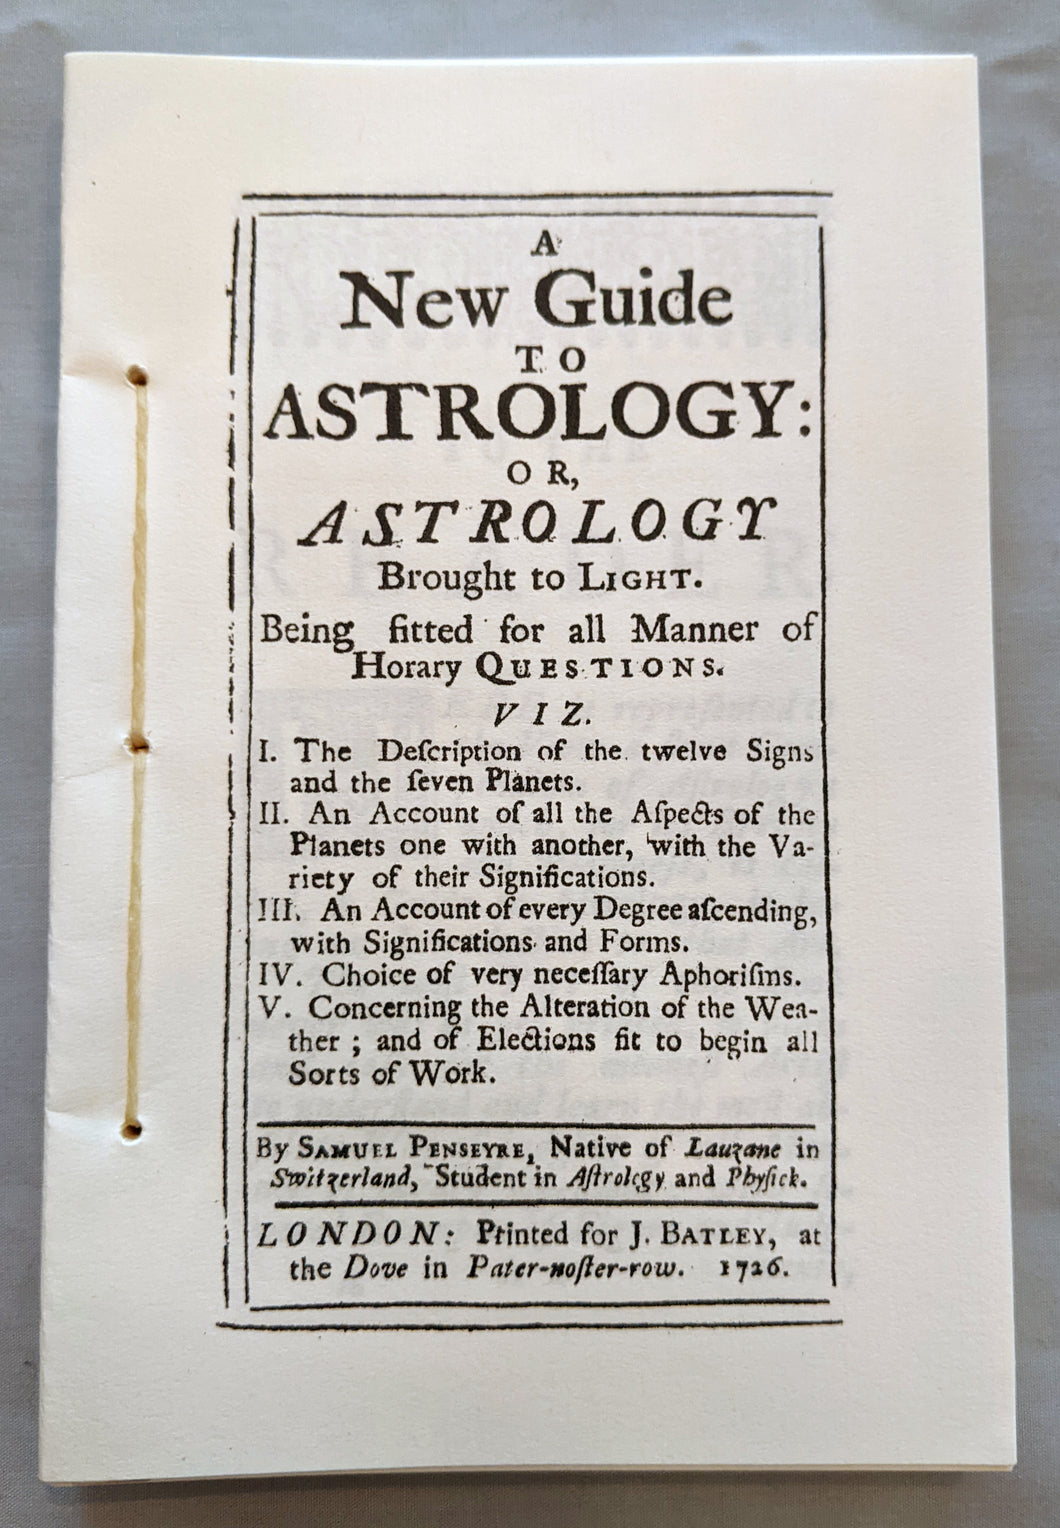 A
New Guide
TO
ASTROLOGY:
OR,
ASTROLOGY
Brought to LIGHT.
Being fitted for all Manner of
Horary QUESTIONS.
VIZ.
I. The Deſcription of the twelve Signs
and the ſeven Planets.
II. An Account of all the Aſpects of the
Planets one with another, with the Va-
riety of their Significations.
III. An Account of every Degree aſcending,
with Significations and Forms.
IV. Choice of very neceſſary Aphoriſms.
V. Concerning the Alteration of the Wea-
ther ; and of Elections fit to begin all
Sorts of Work.
By SAMUEL PENSEYRE, Native of Lauzane in
Switzerland, Student in Aſtrology and Phyſick.
LONDON: Printed for J. BATLEY, at
the Dove in Pater-noſter-row. 1726.